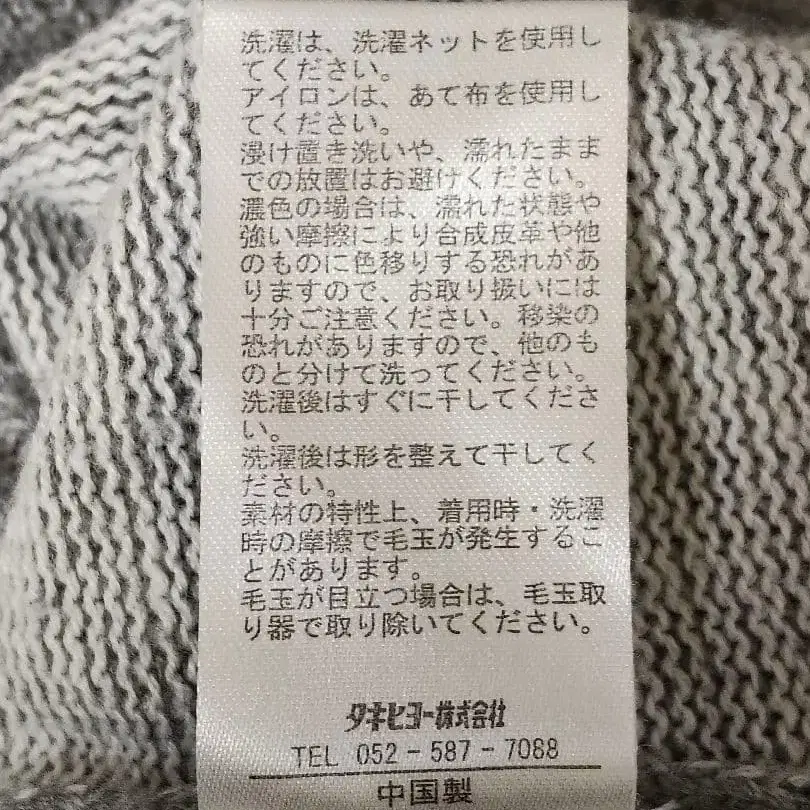 洗濯は、洗濯ネットを使用し
てください。
アイロンは、あて布を使用し
てください。
浸け置き洗いや、濡れたまま
での放置はお避けください。
濃色の場合は、濡れた状態や
強い摩擦により合成皮革や他
のものに色移りする恐れがあ
りますので、お取り扱いには
十分ご注意ください。移染の
恐れがありますので、他のも
のと分けて洗ってください。
洗濯後はすぐに干してくださ
い。
洗濯後は形を整えて干してく
ださい。
素材の特性上、着用時・洗濯
時の摩擦で毛玉が発生するこ
とがあります。
毛玉が目立つ場合は、毛玉取
り器で取り除いてください。
タキヒヨー株式会社
TEL 052-587-7088
中国製